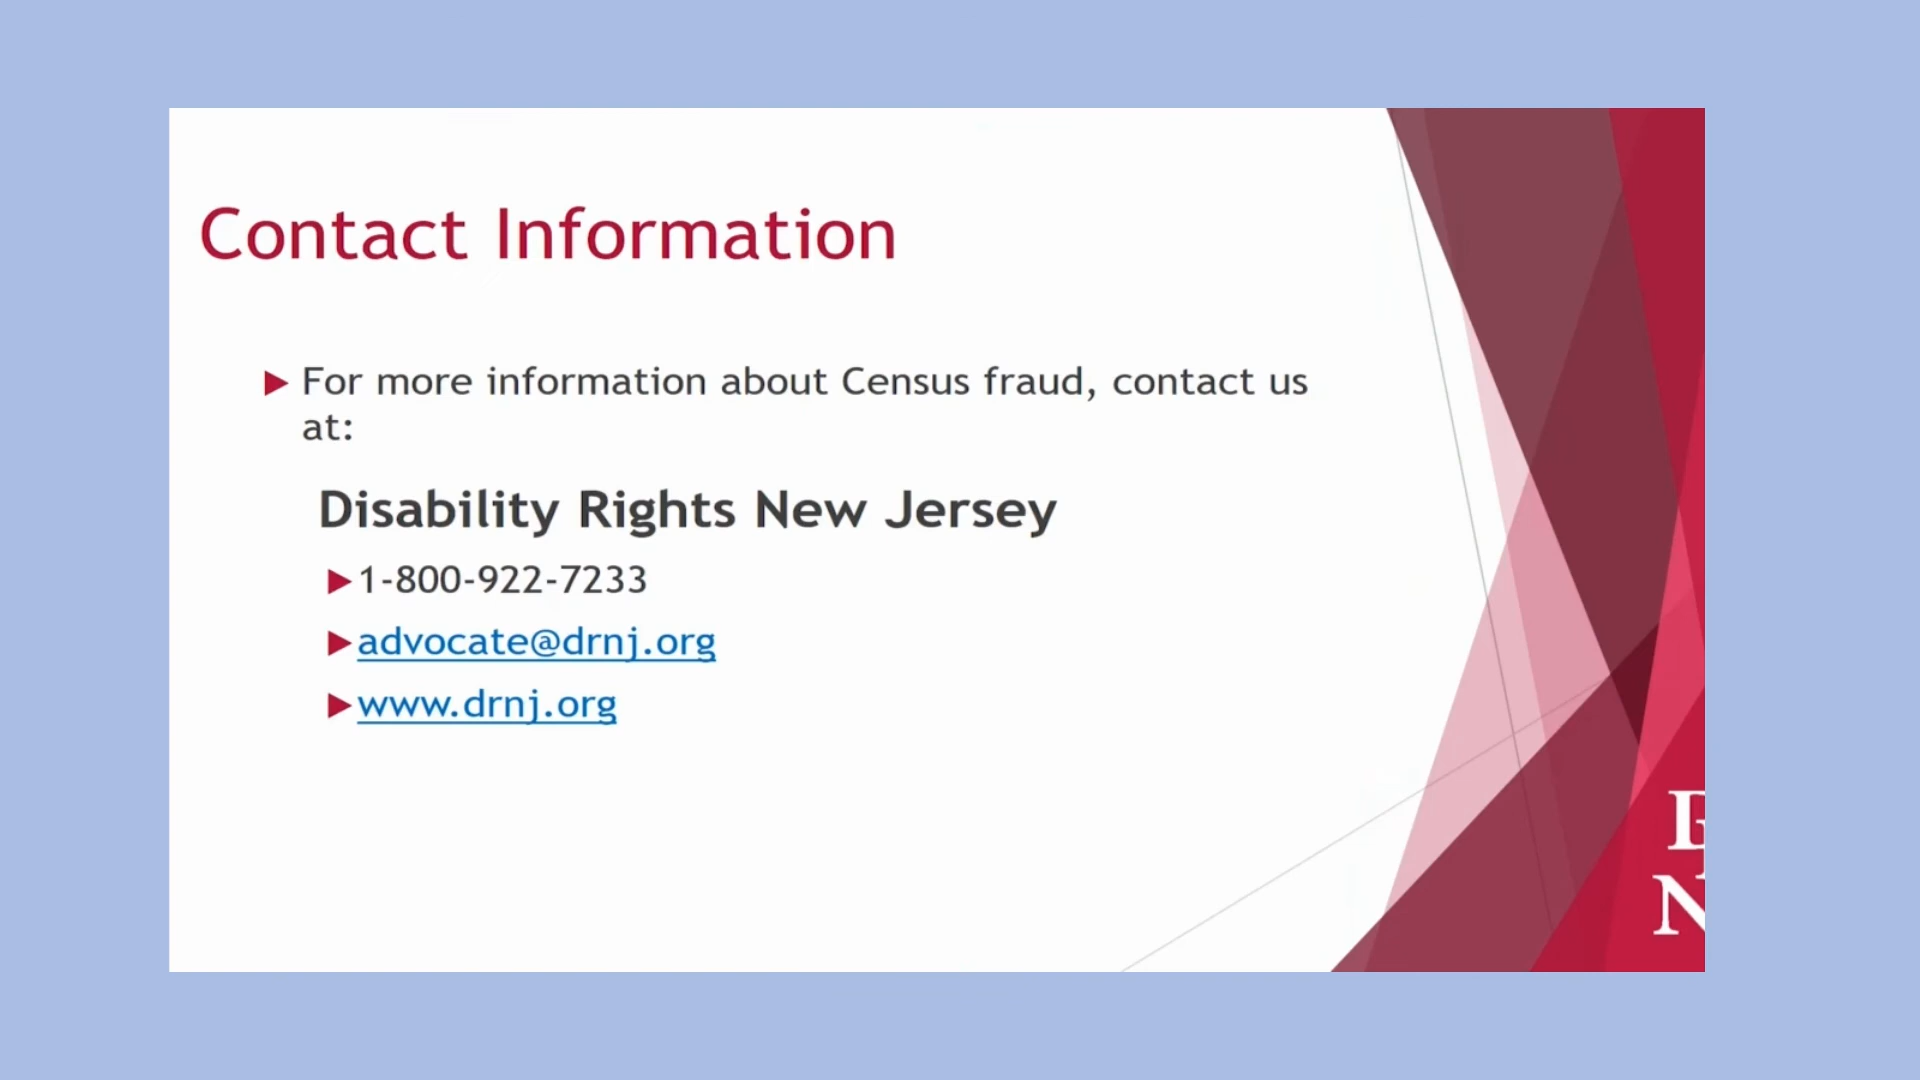 Contact Information
For more information about Census fraud, contact us
at:
Disability Rights New Jersey
1-800-922-7233
advocate@drnj.org
www.drnj.org
N